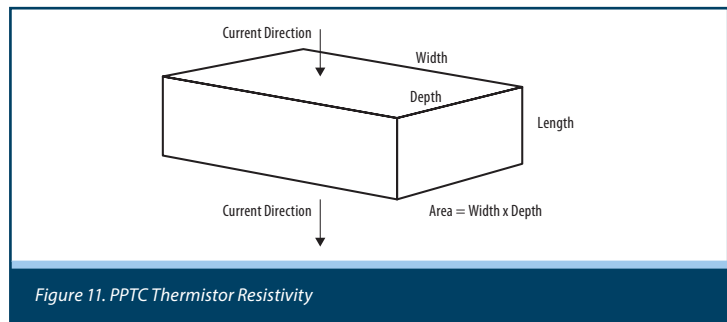 Current Direction
Width
Depth
Length
Current Direction
Area = Width x Depth
Figure 11. PPTC Thermistor Resistivity